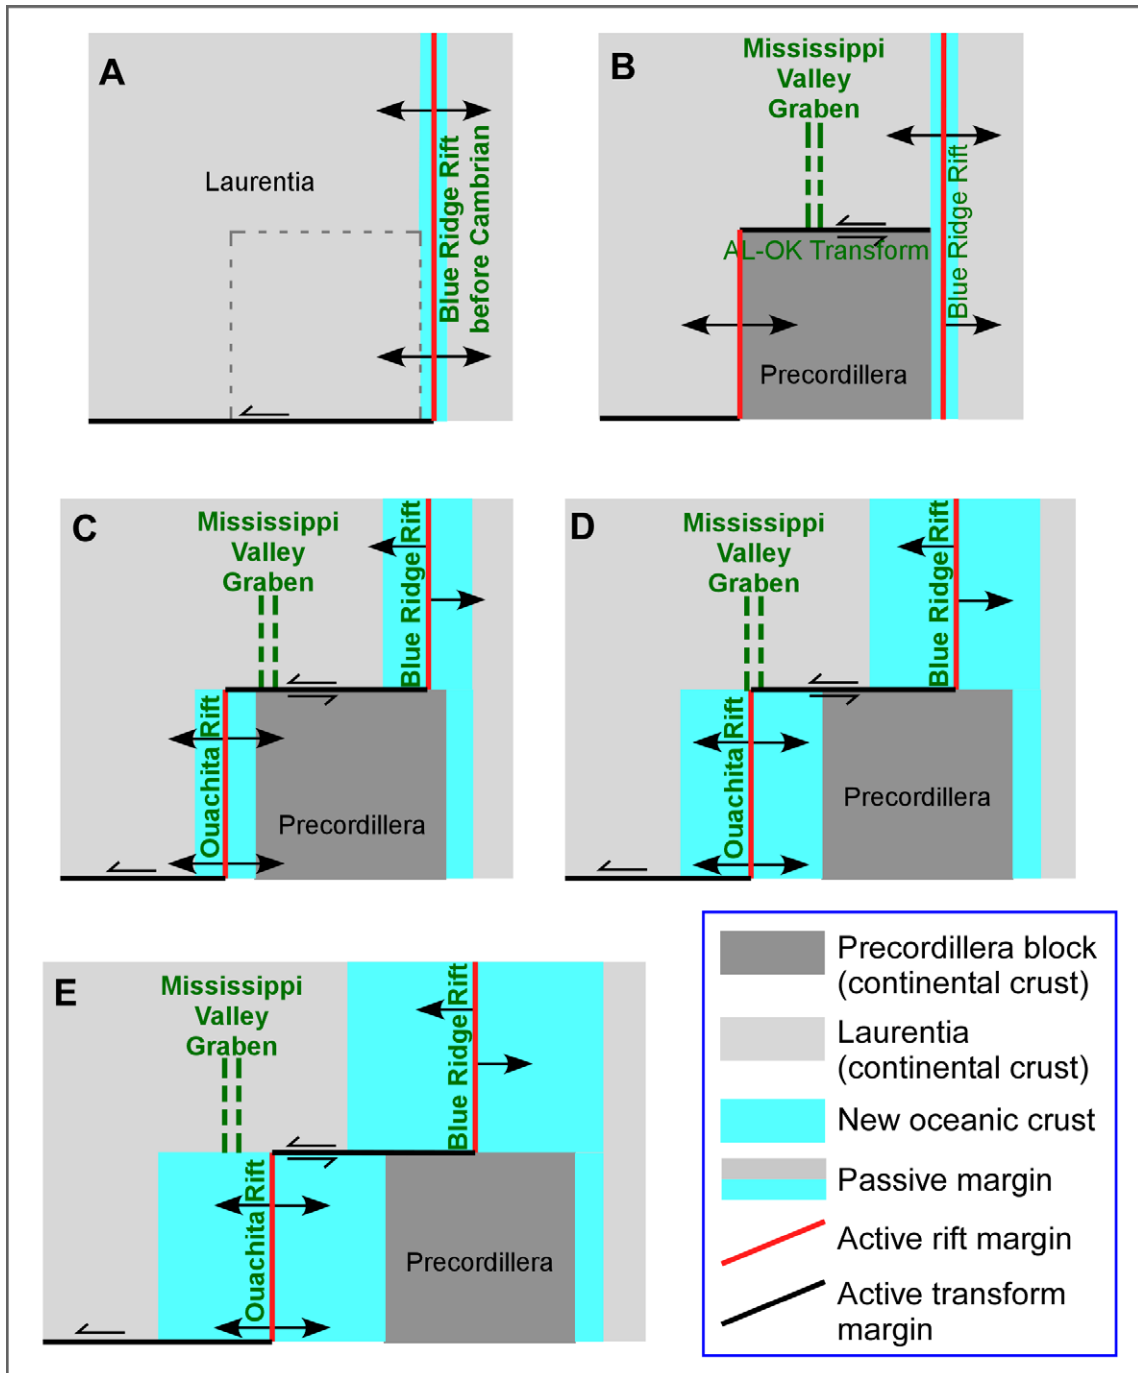 A
Laurentia
Blue Ridge Rift
before Cambrian
B
Mississippi
Valley
Graben
AL-OK Transform
Blue Ridge Rift
Precordillera
C
Mississippi
Valley
Graben
Blue Ridge Rift
Ouachita Rift
Precordillera
D
Mississippi
Valley
Graben
Blue Ridge Rift
Ouachita Rift
Precordillera
E
Mississippi
Valley
Graben
Blue Ridge Rift
Ouachita Rift
Precordillera
Precordillera block
(continental crust)
Laurentia
(continental crust)
New oceanic crust
Passive margin
Active rift margin
Active transform
margin